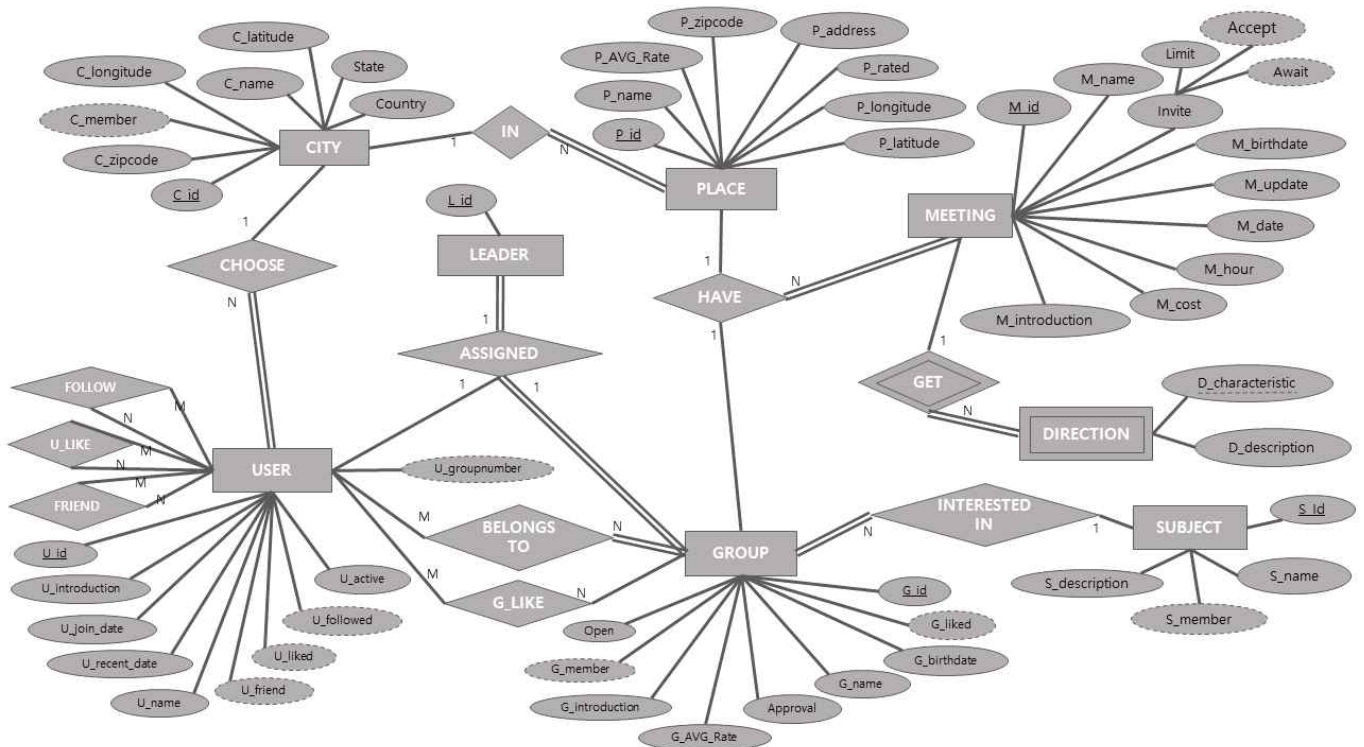 C_latitude
C_longitude
State
C_name
Country
C_member
C_zipcode
C_id
CITY
1
IN
N
P_zipcode
P_address
P_AVG_Rate
P_rated
P_name
P_longitude
P_id
P_latitude
PLACE
Accept
Limit
Await
M_name
M_id
Invite
M_birthdate
M_update
M_date
M_hour
M_cost
M_introduction
MEETING
1
CHOOSE
N
L_id
LEADER
1
ASSIGNED
1
1
1
HAVE
N
1
1
GET
N
D_characteristic
DIRECTION
D_description
FOLLOW
N
M
U_LIKE
M
N
FRIEND
M
N
USER
U_groupnumber
M
BELONGS
TO
N
M
G_LIKE
N
GROUP
N
INTERESTED
IN
1
SUBJECT
S_Id
S_name
S_description
S_member
U_id
U_introduction
U_join_date
U_recent_date
U_name
U_friend
U_liked
U_followed
U_active
Open
G_member
G_introduction
G_AVG_Rate
Approval
G_name
G_birthdate
G_liked
G_id